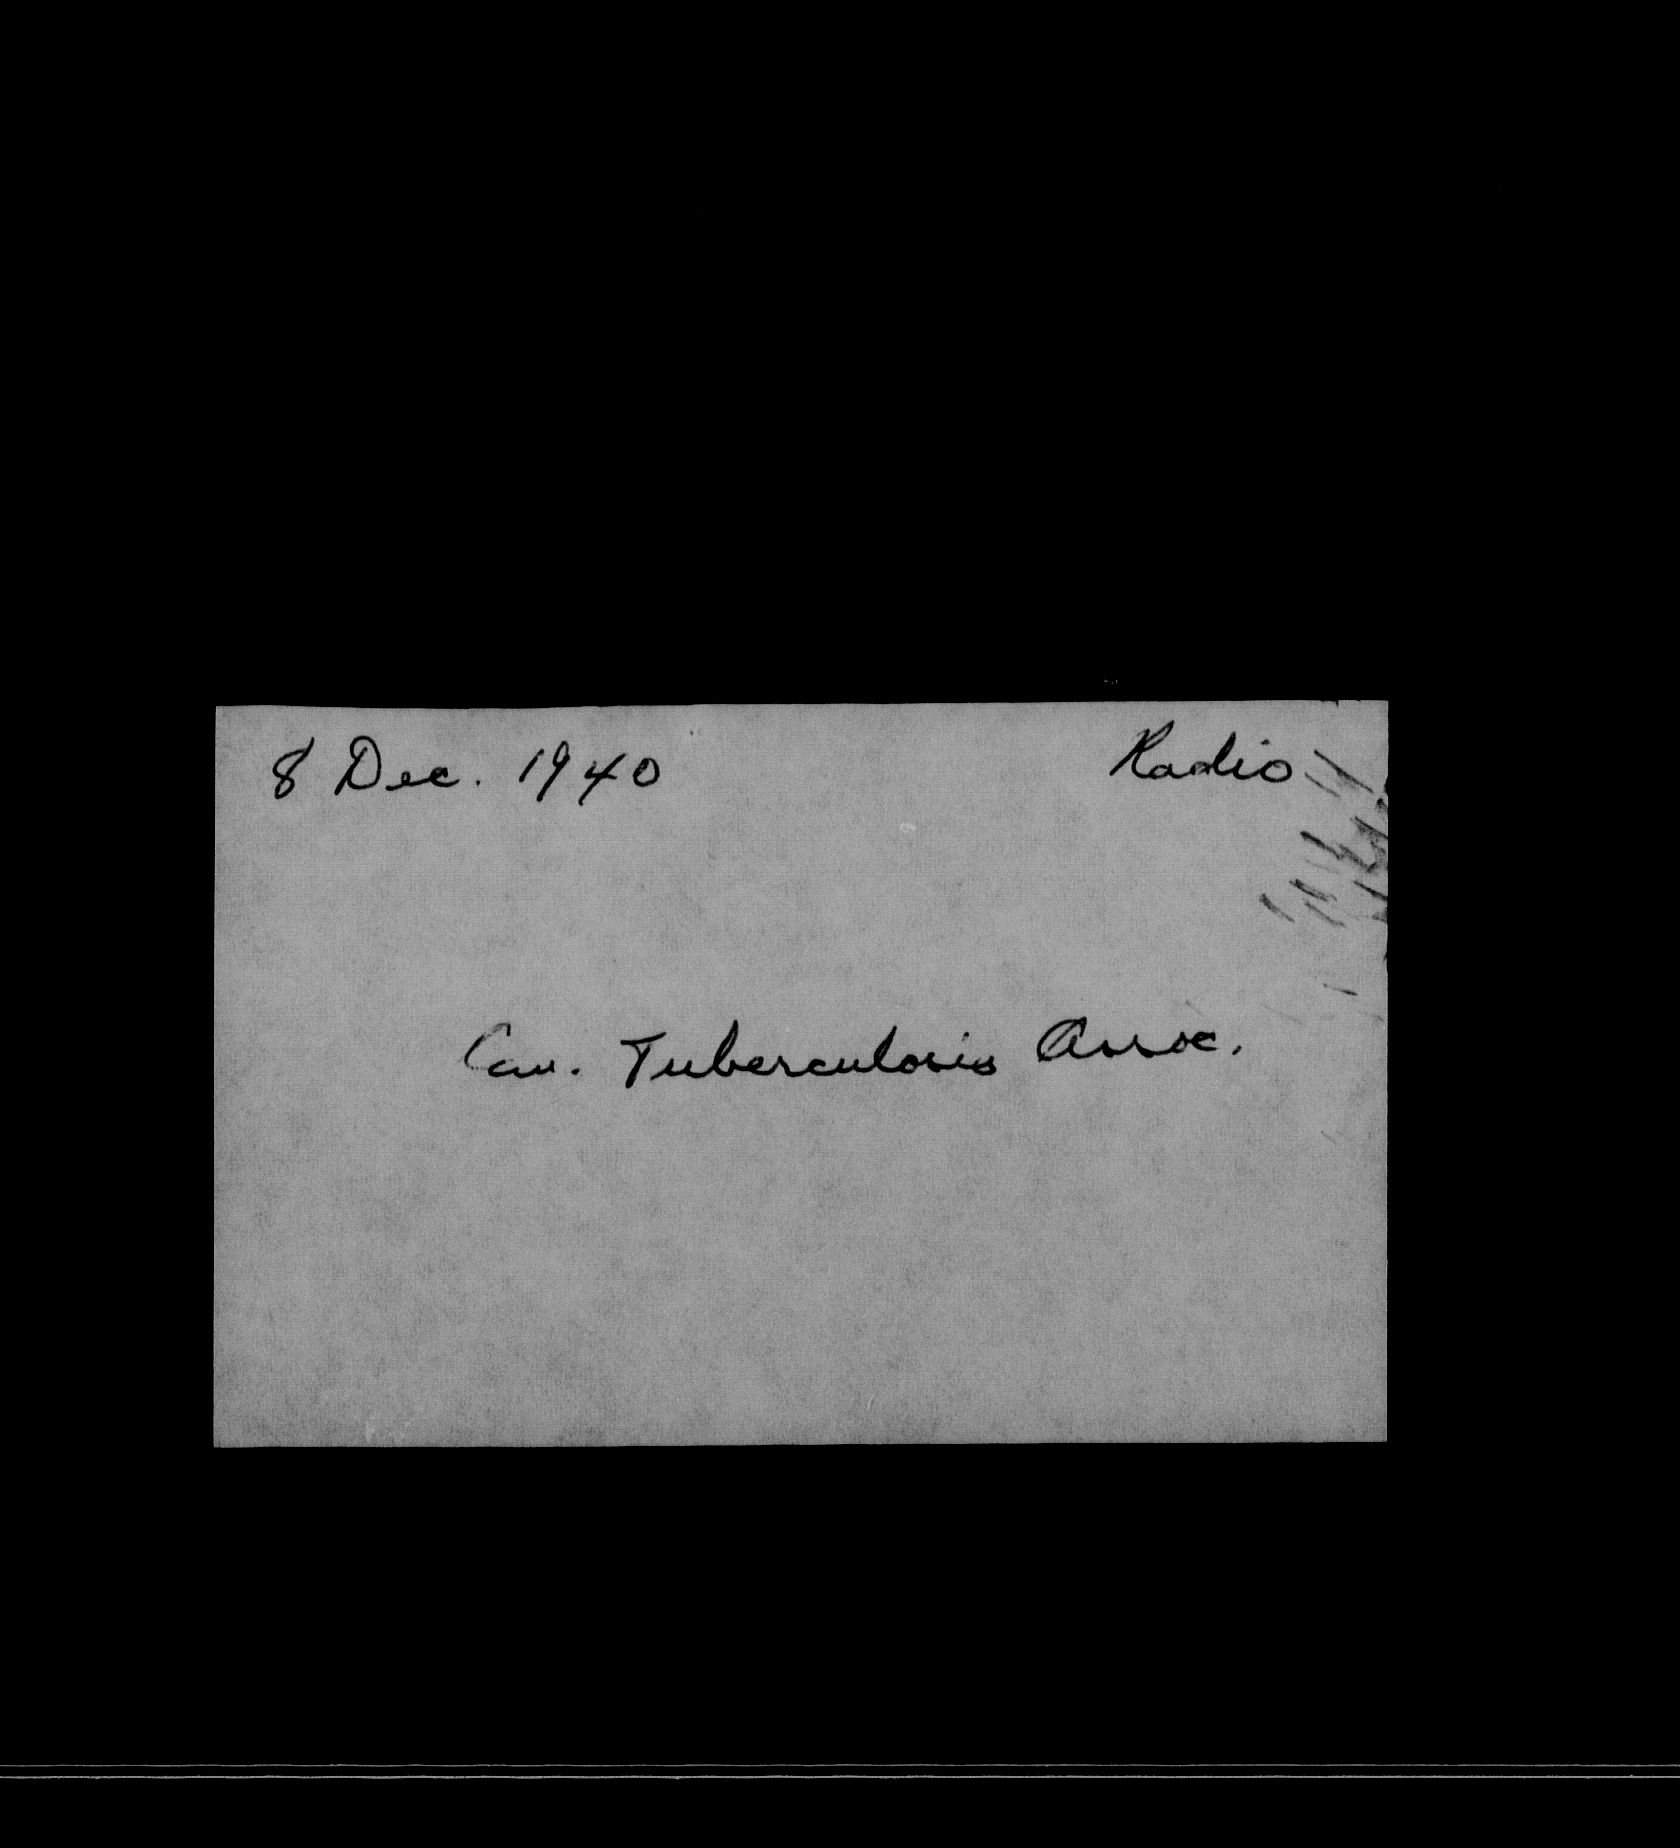 8 Dec. 1940 Radio
Can. Tuberculosis Assoc.